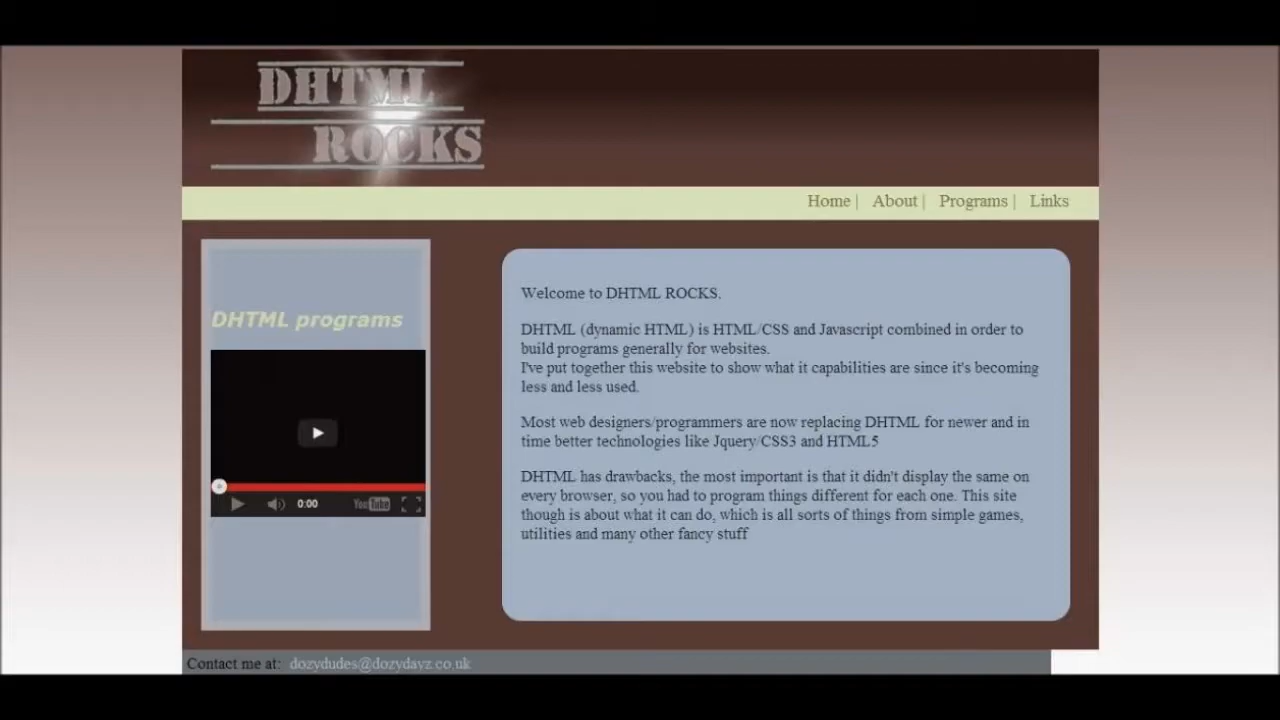 DHTML
ROCKS
Home | About | Programs | Links
DHTML programs
0:00 YouTube
Welcome to DHTML ROCKS.
DHTML (dynamic HTML) is HTML/CSS and Javascript combined in order to
build programs generally for websites.
I've put together this website to show what it capabilities are since it's becoming
less and less used.
Most web designers/programmers are now replacing DHTML for newer and in
time better technologies like Jquery/CSS3 and HTML5
DHTML has drawbacks, the most important is that it didn't display the same on
every browser, so you had to program things different for each one. This site
though is about what it can do, which is all sorts of things from simple games,
utilities and many other fancy stuff
Contact me at: dozydudes@dozydayz.co.uk